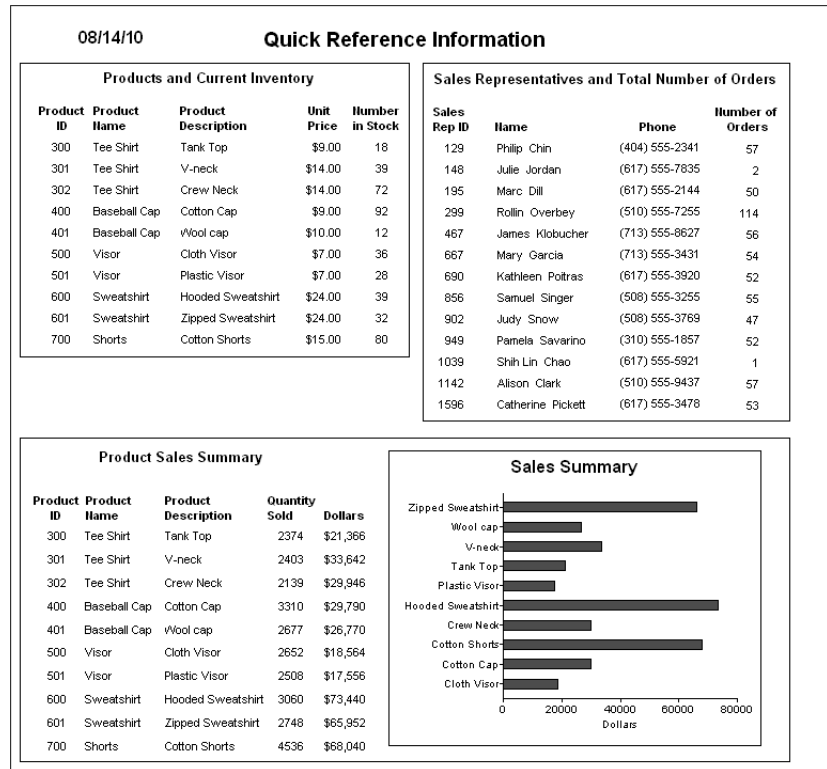 08/14/10
Quick Reference Information
Products and Current Inventory
Product ID Product Name Product Description Unit Price Number in Stock
300 Tee Shirt Tank Top $9.00 18
301 Tee Shirt V-neck $14.00 39
302 Tee Shirt Crew Neck $14.00 72
400 Baseball Cap Cotton Cap $9.00 92
401 Baseball Cap Wool cap $10.00 12
500 Visor Cloth Visor $7.00 36
501 Visor Plastic Visor $7.00 28
600 Sweatshirt Hooded Sweatshirt $24.00 39
601 Sweatshirt Zipped Sweatshirt $24.00 32
700 Shorts Cotton Shorts $15.00 80
Sales Representatives and Total Number of Orders
Sales Rep ID Name Phone Number of Orders
129 Philip Chin (404) 555-2341 57
148 Julie Jordan (617) 555-7835 2
195 Marc Dill (617) 555-2144 50
299 Rollin Overbey (510) 555-7255 114
467 James Klobucher (713) 555-8627 56
667 Mary Garcia (713) 555-3431 54
690 Kathleen Poitras (617) 555-3920 52
856 Samuel Singer (508) 555-3255 55
902 Judy Snow (508) 555-3769 47
949 Pamela Savarino (310) 555-1857 52
1039 Shih Lin Chao (617) 555-5921 1
1142 Alison Clark (510) 555-9437 57
1596 Catherine Pickett (617) 555-3478 53
Product Sales Summary
Product ID Product Name Product Description Quantity Sold Dollars
300 Tee Shirt Tank Top 2374 $21,366
301 Tee Shirt V-neck 2403 $33,642
302 Tee Shirt Crew Neck 2139 $29,946
400 Baseball Cap Cotton Cap 3310 $29,790
401 Baseball Cap Wool cap 2677 $26,770
500 Visor Cloth Visor 2652 $18,564
501 Visor Plastic Visor 2508 $17,556
600 Sweatshirt Hooded Sweatshirt 3060 $73,440
601 Sweatshirt Zipped Sweatshirt 2748 $65,952
700 Shorts Cotton Shorts 4536 $68,040
Sales Summary
Zipped Sweatshirt
Wool cap
V-neck
Tank Top
Plastic Visor
Hooded Sweatshirt
Crew Neck
Cotton Shorts
Cotton Cap
Cloth Visor
0 20000 40000 60000 80000
Dollars